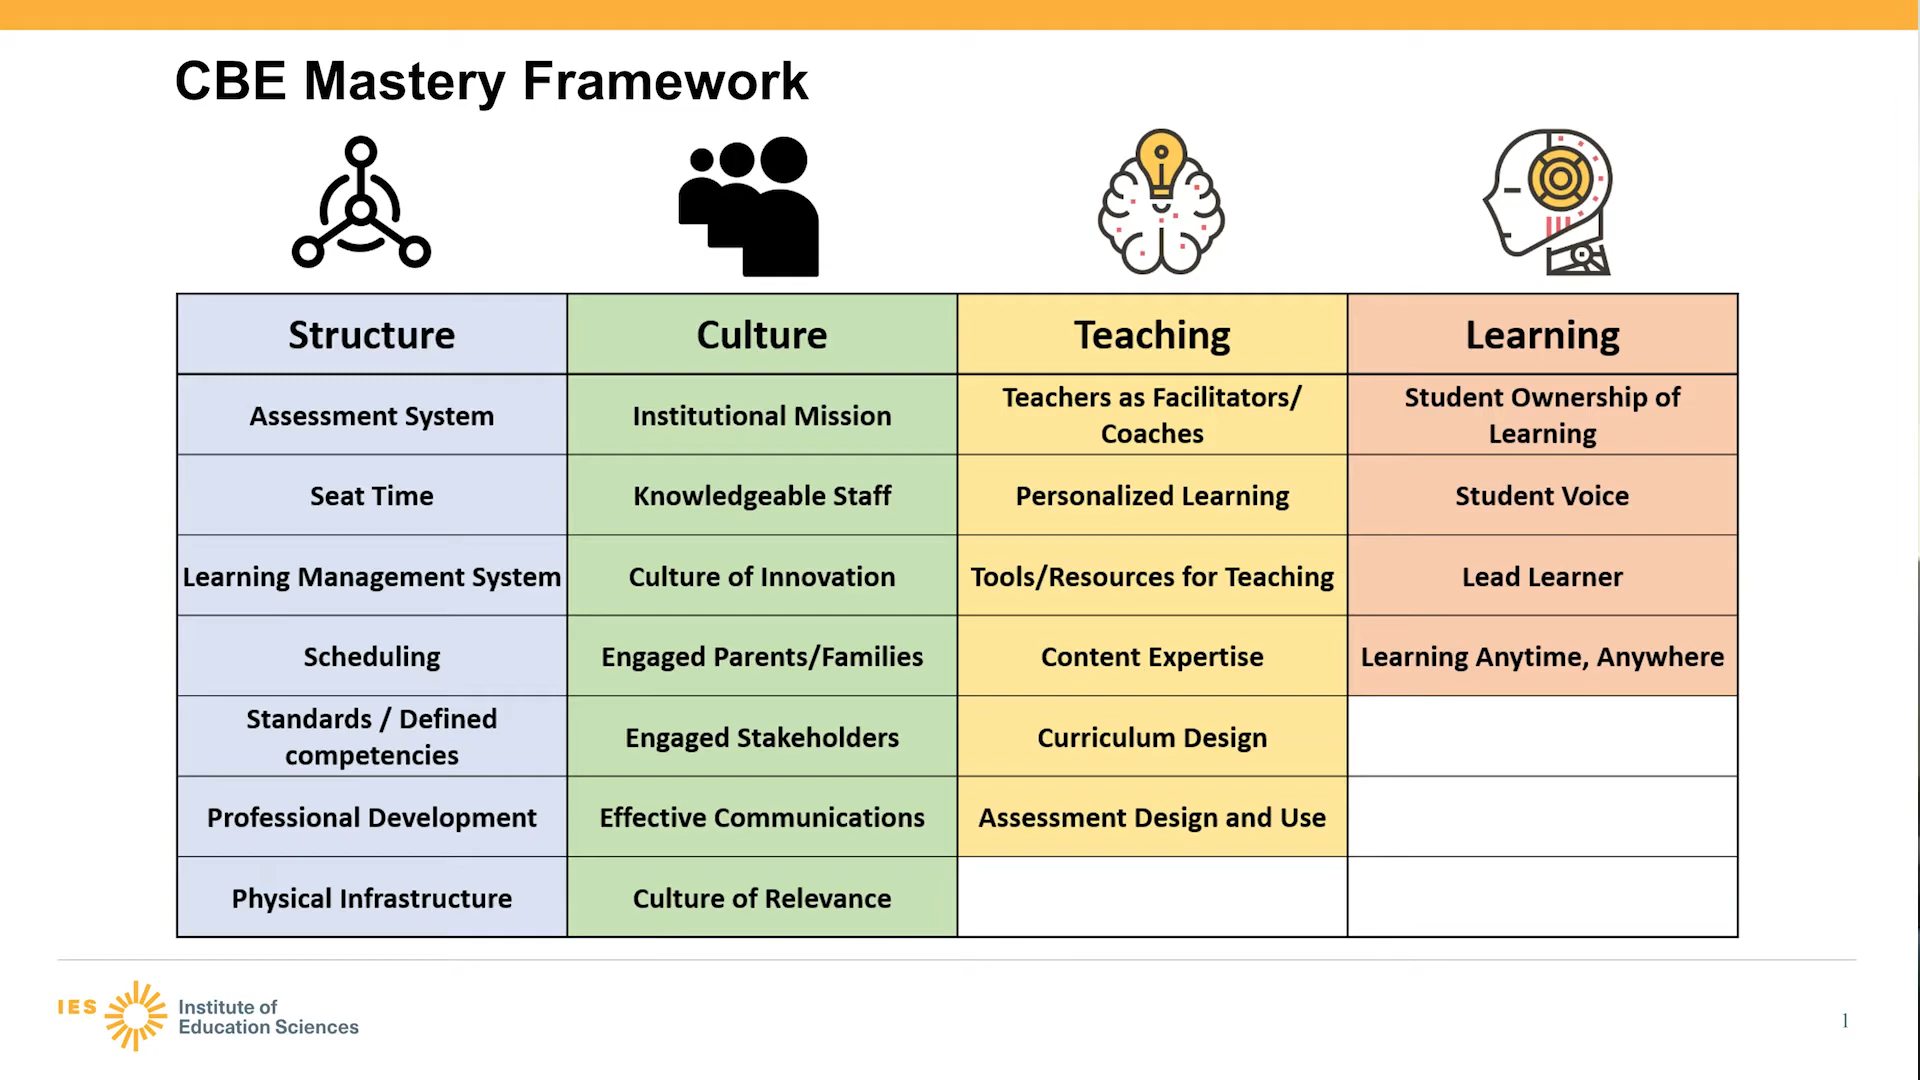 CBE Mastery Framework
Structure
Culture
Teaching
Learning
Assessment System
Institutional Mission
Teachers as Facilitators/
Coaches
Student Ownership of
Learning
Seat Time
Knowledgeable Staff
Personalized Learning
Student Voice
Learning Management System
Culture of Innovation
Tools/Resources for Teaching
Lead Learner
Scheduling
Engaged Parents/Families
Content Expertise
Learning Anytime, Anywhere
Standards / Defined
competencies
Engaged Stakeholders
Curriculum Design
Professional Development
Effective Communications
Assessment Design and Use
Physical Infrastructure
Culture of Relevance
IES
Institute of
Education Sciences
1